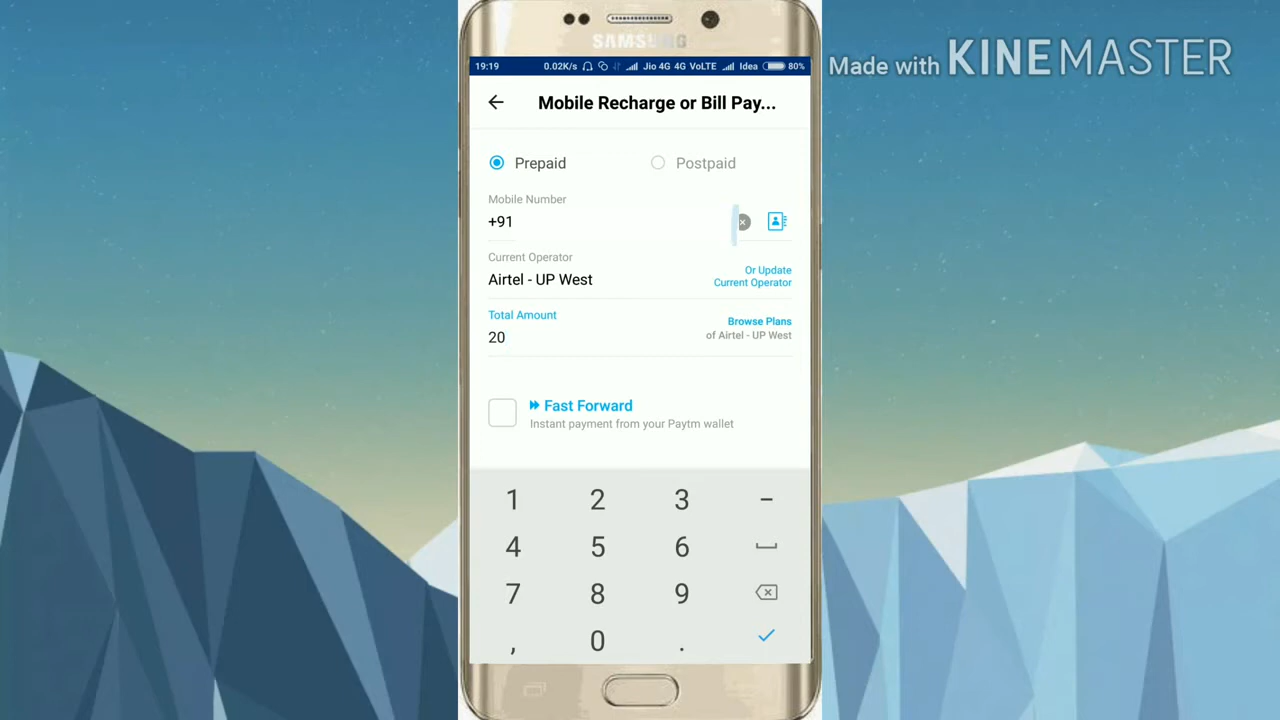 Made with KINEMASTER
SAMSUNG
19:19 0.02K/s Jio 4G 4G VoLTE Idea 80%
Mobile Recharge or Bill Pay...
Prepaid Postpaid
Mobile Number
+91
Current Operator
Airtel - UP West
Or Update
Current Operator
Total Amount
20
Browse Plans
of Airtel - UP West
Fast Forward
Instant payment from your Paytm wallet
1 2 3 -
4 5 6
7 8 9
, 0 .